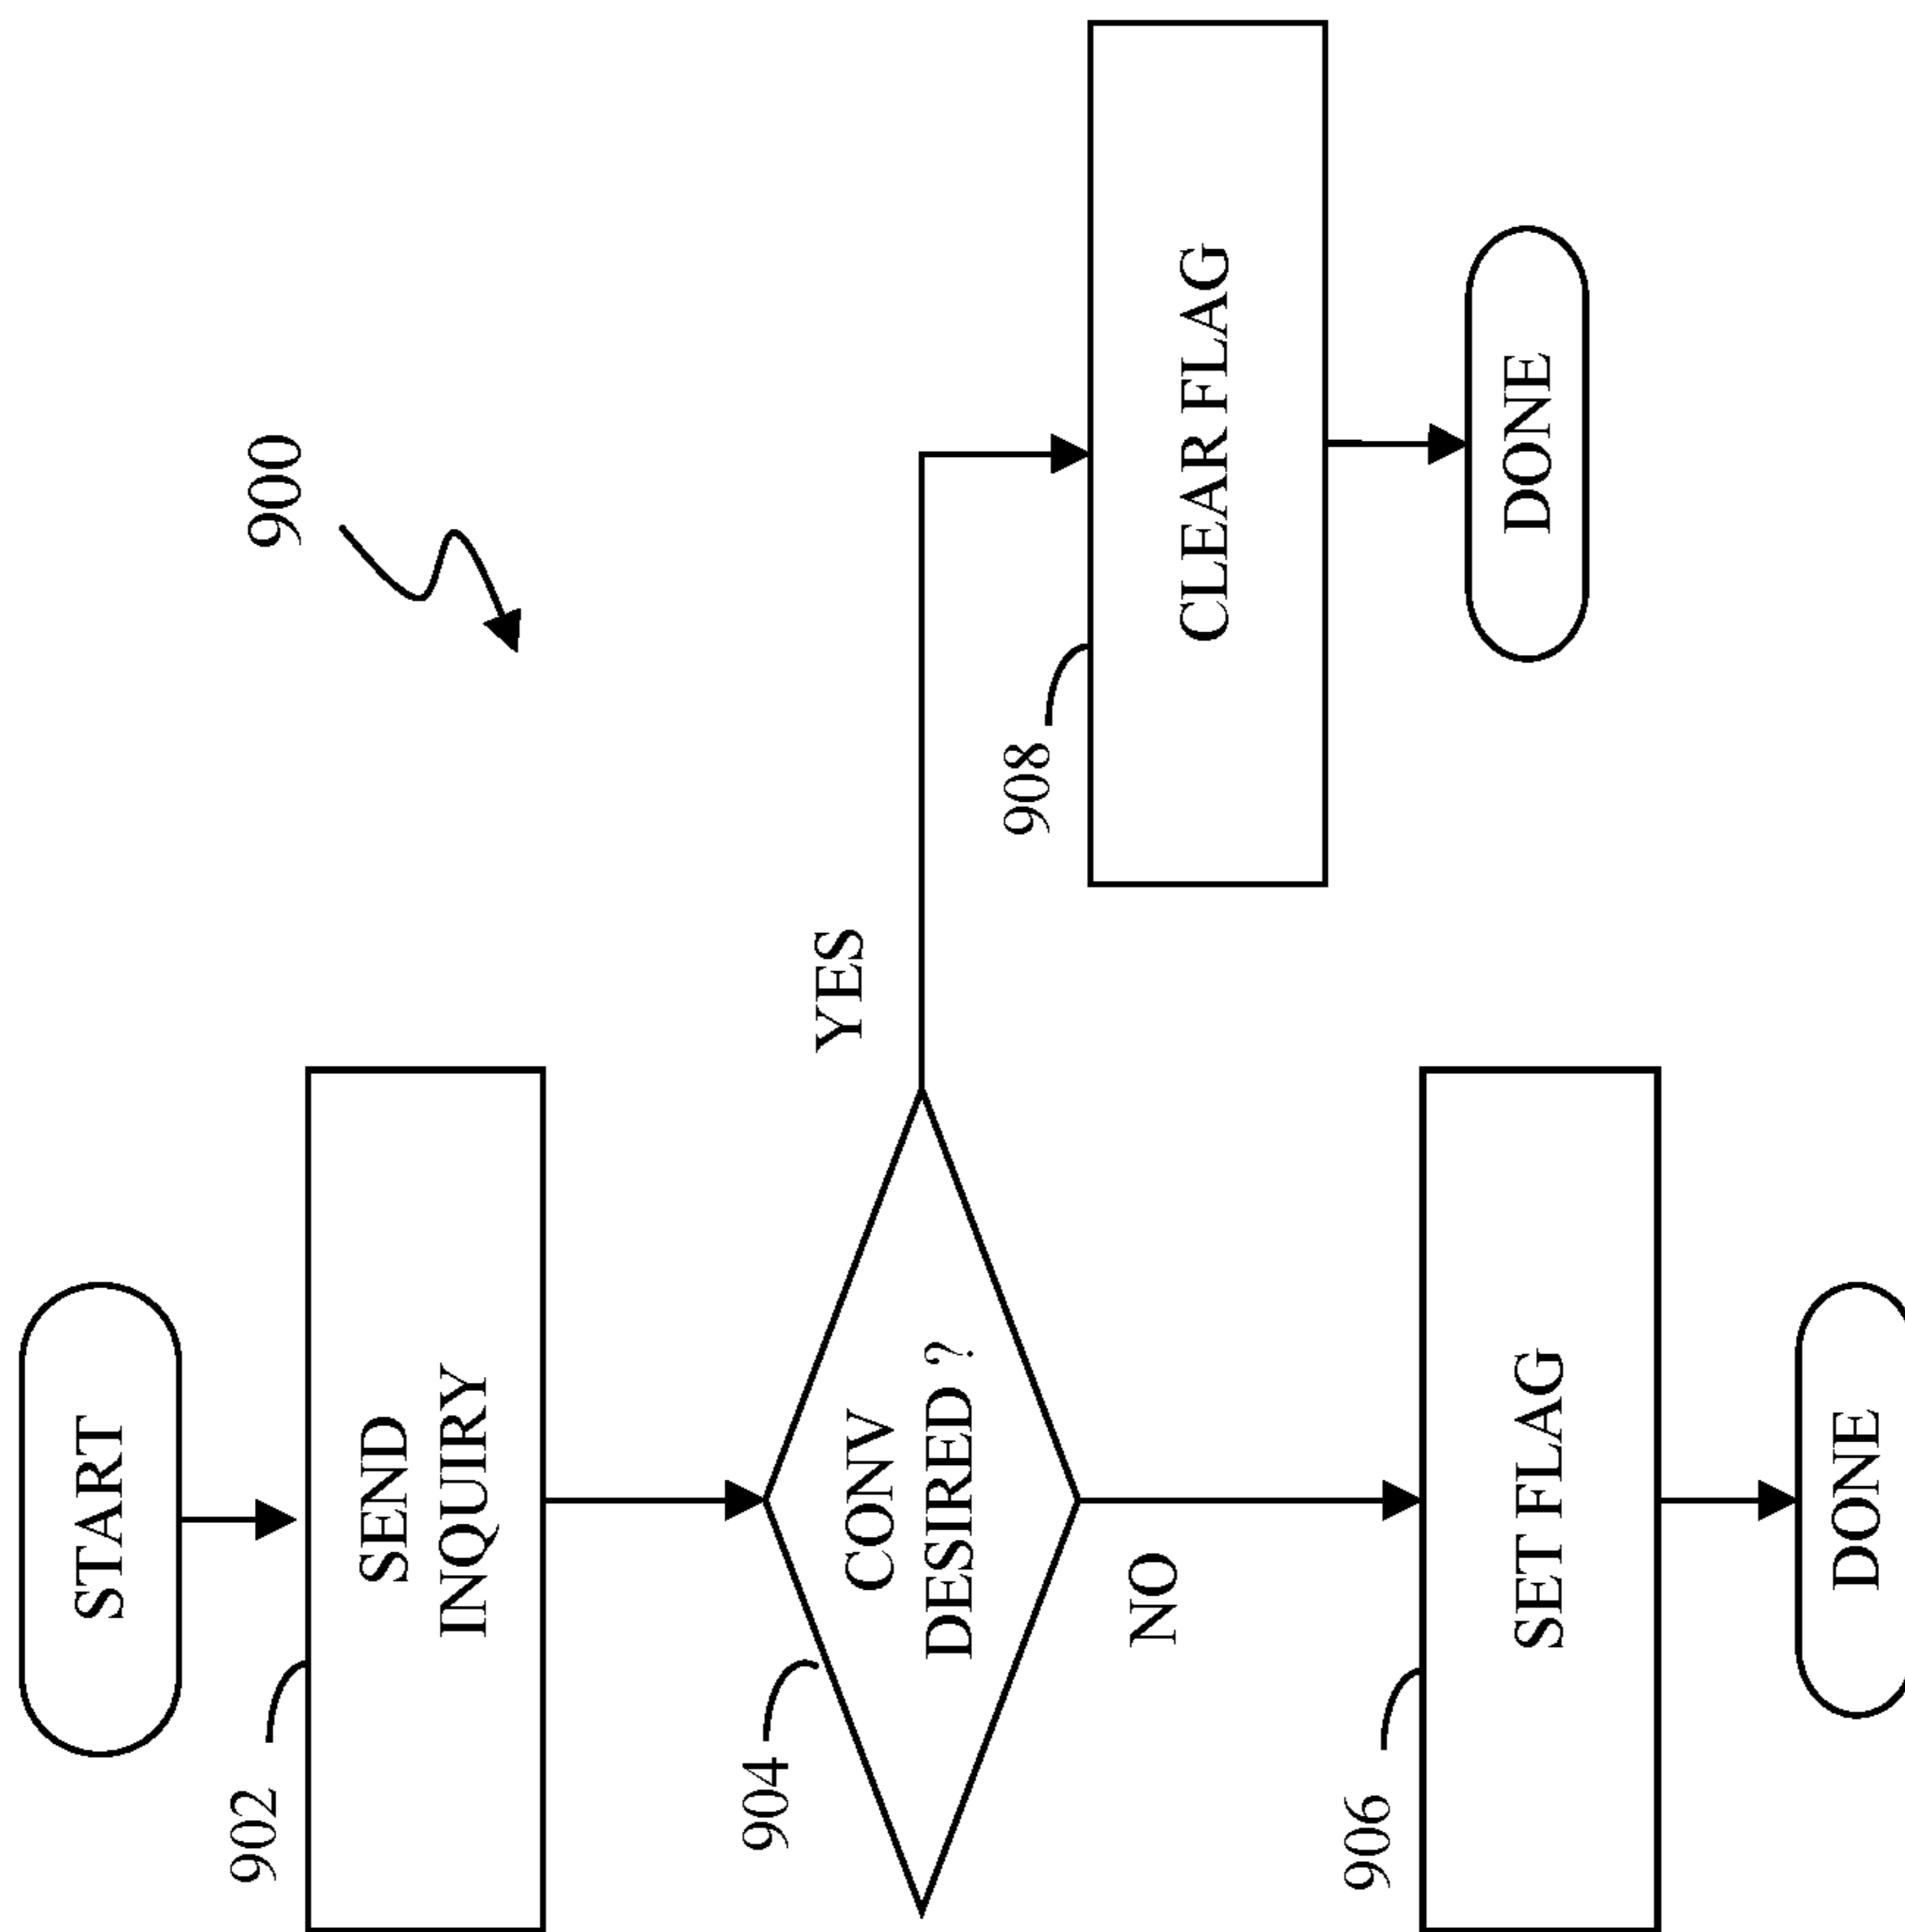 900
START
902
SEND
INQUIRY
904
CONV
DESIRED ?
YES
NO
908
CLEAR FLAG
DONE
906
SET FLAG
DONE